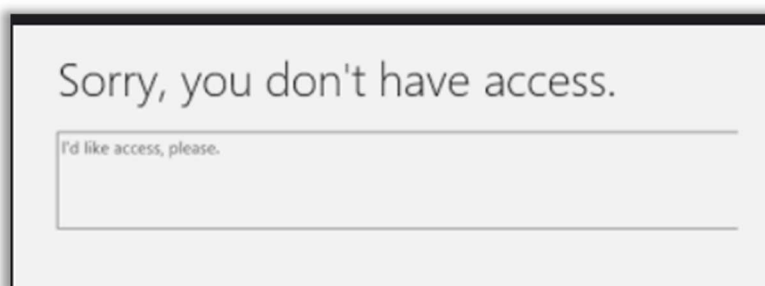 Sorry, you don't have access.
I'd like access, please.